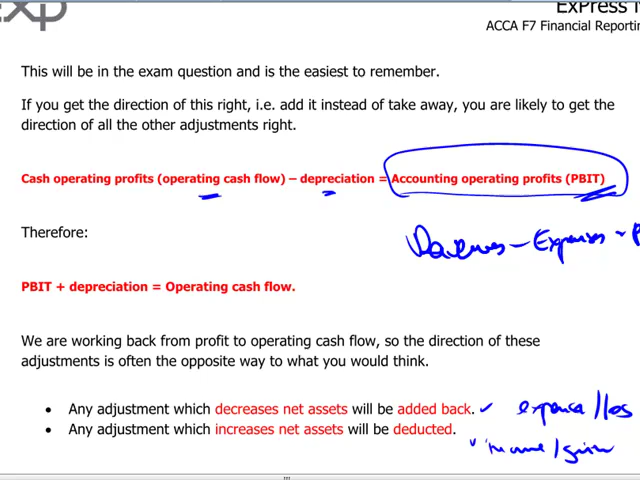 exp
ExPress N
ACCA F7 Financial Reportin
This will be in the exam question and is the easiest to remember.
If you get the direction of this right, i.e. add it instead of take away, you are likely to get the
direction of all the other adjustments right.
Cash operating profits (operating cash flow) – depreciation = Accounting operating profits (PBIT)
Therefore:
Revenues - Expenses = P
PBIT + depreciation = Operating cash flow.
We are working back from profit to operating cash flow, so the direction of these
adjustments is often the opposite way to what you would think.
• Any adjustment which decreases net assets will be added back. ✓ expense / los
• Any adjustment which increases net assets will be deducted.
income / gain